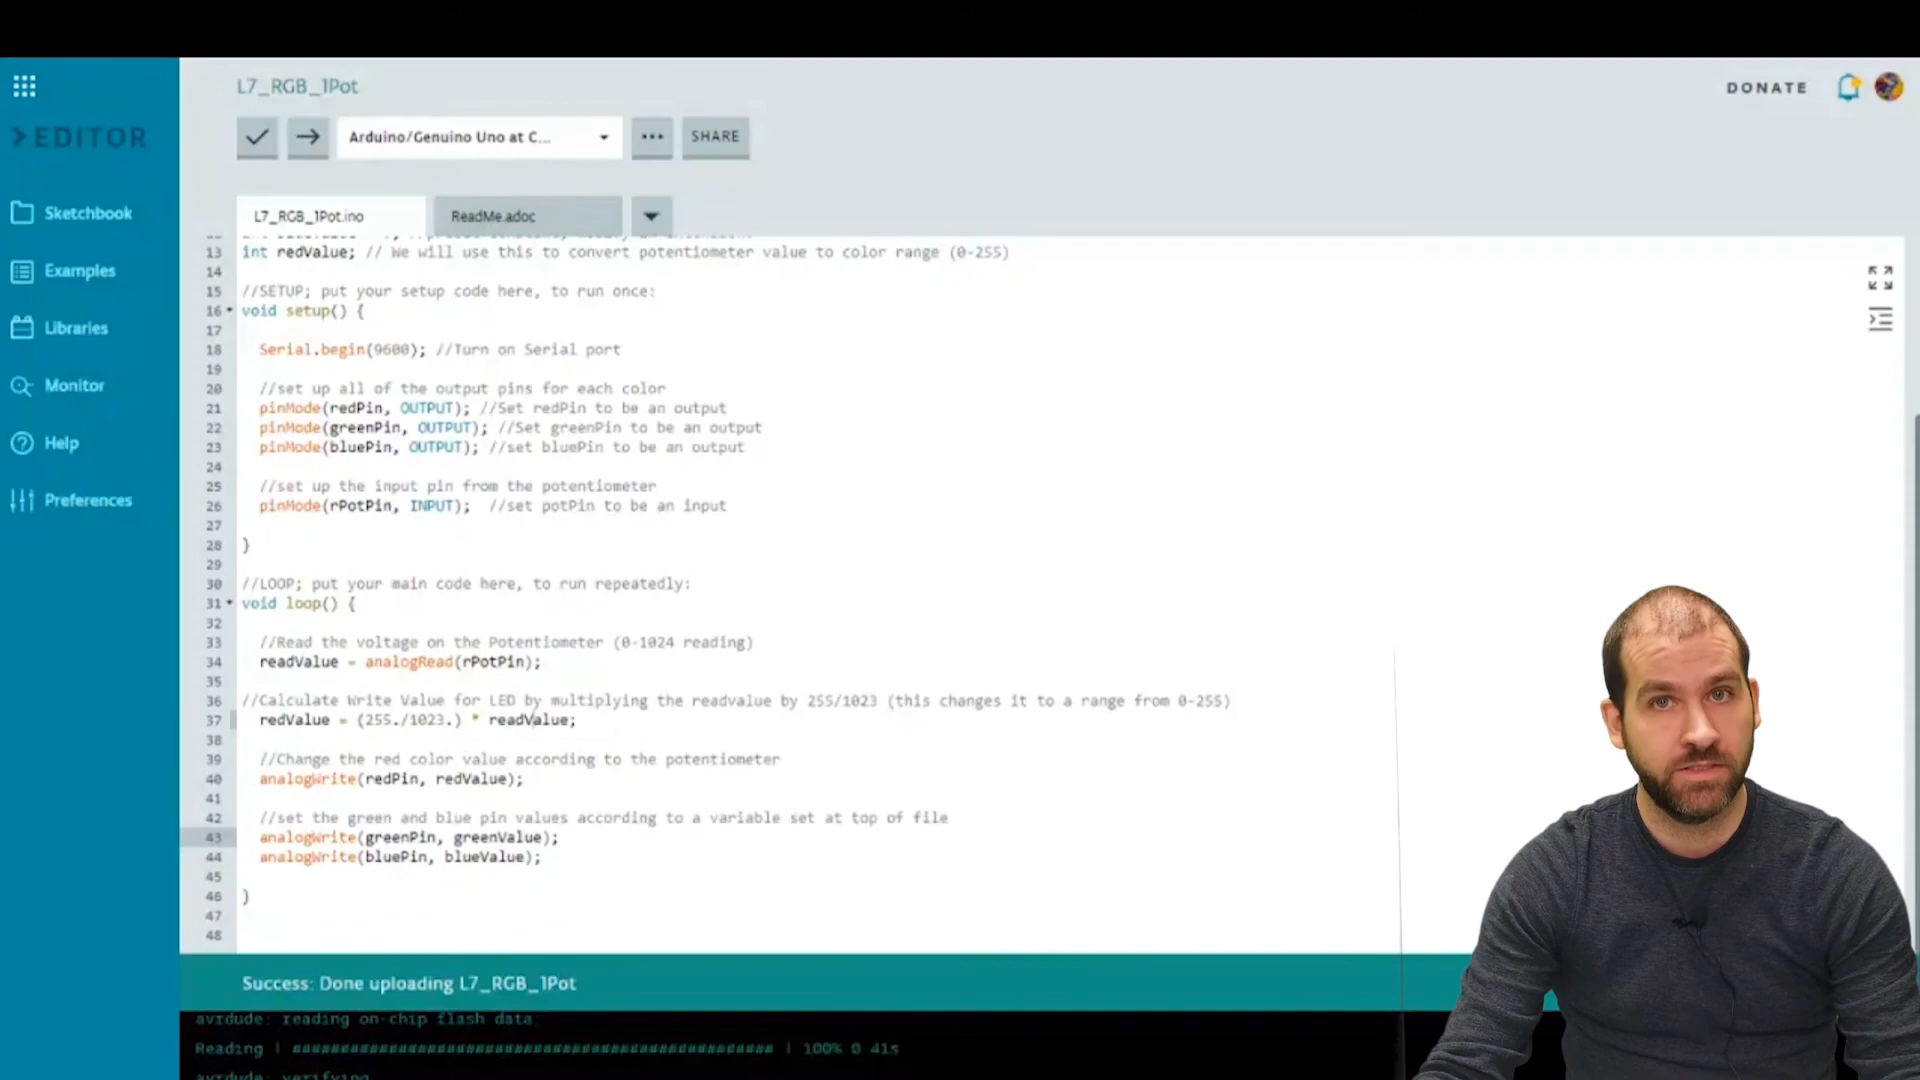 L7_RGB_1Pot
DONATE
EDITOR
Arduino/Genuino Uno at C...
SHARE
Sketchbook
Examples
Libraries
Monitor
Help
Preferences
L7_RGB_1Pot.ino
ReadMe.adoc
13 int redValue; // We will use this to convert potentiometer value to color range (0-255)
14
15 //SETUP; put your setup code here, to run once:
16 void setup() {
17
18 Serial.begin(9600); //Turn on Serial port
19
20 //set up all of the output pins for each color
21 pinMode(redPin, OUTPUT); //Set redPin to be an output
22 pinMode(greenPin, OUTPUT); //Set greenPin to be an output
23 pinMode(bluePin, OUTPUT); //set bluePin to be an output
24
25 //set up the input pin from the potentiometer
26 pinMode(rPotPin, INPUT); //set potPin to be an input
27
28 }
29
30 //LOOP; put your main code here, to run repeatedly:
31 void loop() {
32
33 //Read the voltage on the Potentiometer (0-1024 reading)
34 readValue = analogRead(rPotPin);
35
36 //Calculate Write Value for LED by multiplying the readvalue by 255/1023 (this changes it to a range from 0-255)
37 redValue = (255./1023.) * readValue;
38
39 //Change the red color value according to the potentiometer
40 analogWrite(redPin, redValue);
41
42 //set the green and blue pin values according to a variable set at top of file
43 analogWrite(greenPin, greenValue);
44 analogWrite(bluePin, blueValue);
45
46 }
47
48
Success: Done uploading L7_RGB_1Pot
avrdude: reading on-chip flash data
Reading | ################################################## | 100% 0 41s
avrdude: verifying